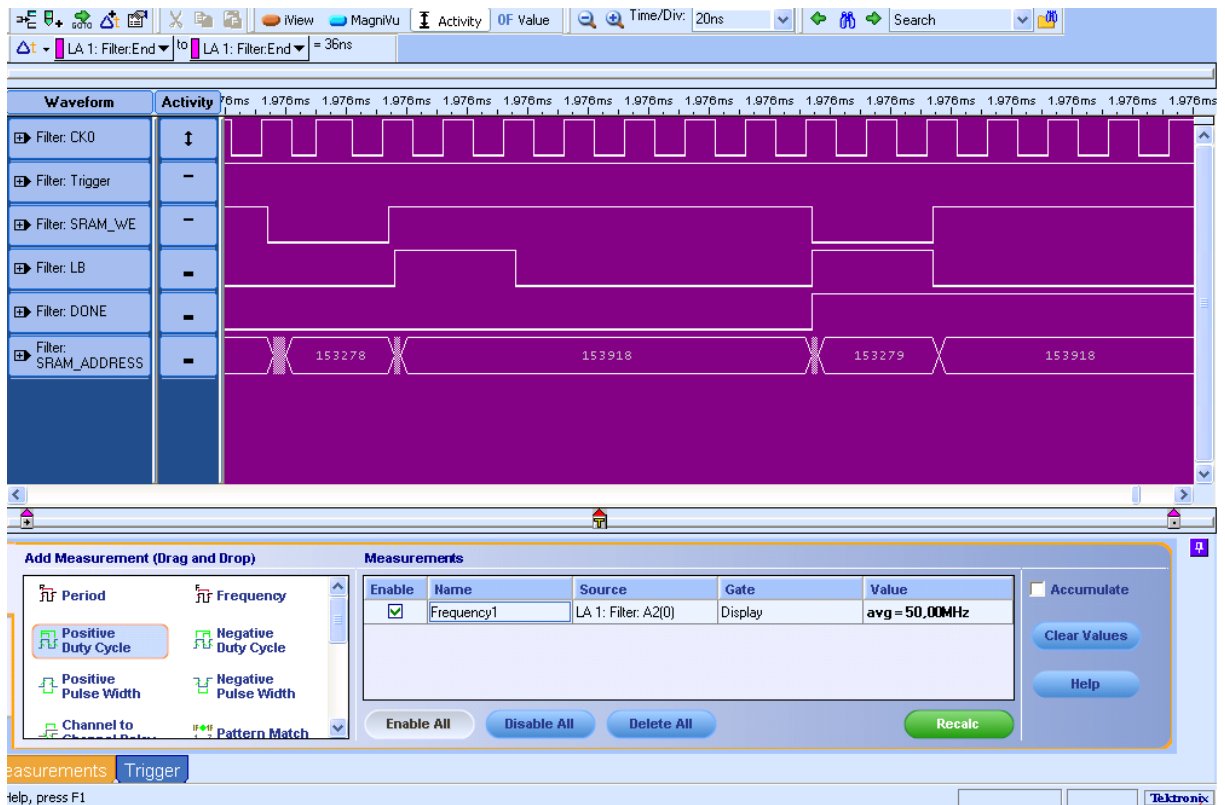 iView MagniVu Activity 0F Value Time/Div: 20ns Search
Δt LA 1: Filter:End to LA 1: Filter:End = 36ns
Waveform Activity 76ms 1.976ms 1.976ms 1.976ms 1.976ms 1.976ms 1.976ms 1.976ms 1.976ms 1.976ms 1.976ms 1.976ms 1.976ms 1.976ms 1.976ms 1.976ms 1.976ms
Filter: CK0
Filter: Trigger
Filter: SRAM_WE
Filter: LB
Filter: DONE
Filter:
SRAM_ADDRESS 153278 153918 153279 153918
Add Measurement (Drag and Drop)
Period Frequency
Positive
Duty Cycle
Negative
Duty Cycle
Positive
Pulse Width
Negative
Pulse Width
Channel to
Pattern Match
Measurements
Enable Name Source Gate Value
Frequency1 LA 1: Filter: A2(0) Display avg = 50,00MHz
Enable All Disable All Delete All Recalc
Accumulate
Clear Values
Help
easurements Trigger
Help, press F1 Tektronix